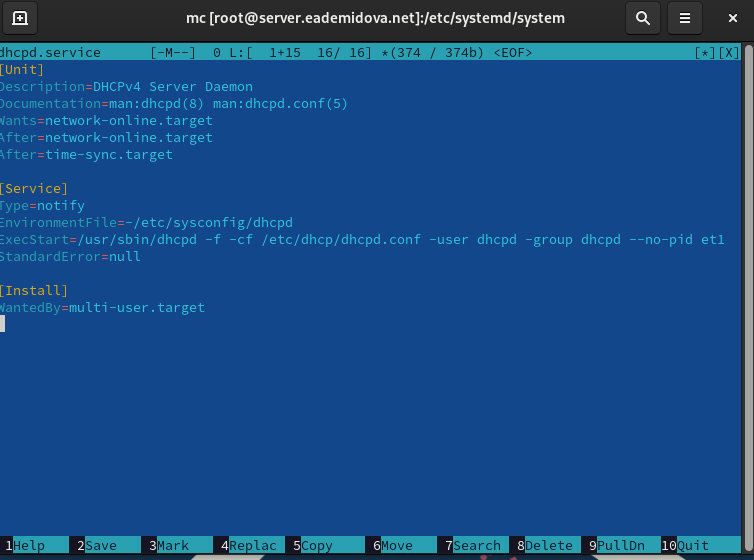 mc [root@server.eademidova.net]:/etc/systemd/system
dhcpd.service      [-M--]  0 L:[  1+15  16/ 16] *(374 / 374b) <EOF>                    [*][X]
[Unit]
Description=DHCPv4 Server Daemon
Documentation=man:dhcpd(8) man:dhcpd.conf(5)
Wants=network-online.target
After=network-online.target
After=time-sync.target
[Service]
Type=notify
EnvironmentFile=-/etc/sysconfig/dhcpd
ExecStart=/usr/sbin/dhcpd -f -cf /etc/dhcp/dhcpd.conf -user dhcpd -group dhcpd --no-pid et1
StandardError=null
[Install]
WantedBy=multi-user.target
1Help 2Save 3Mark 4Replac 5Copy 6Move 7Search 8Delete 9PullDn 10Quit